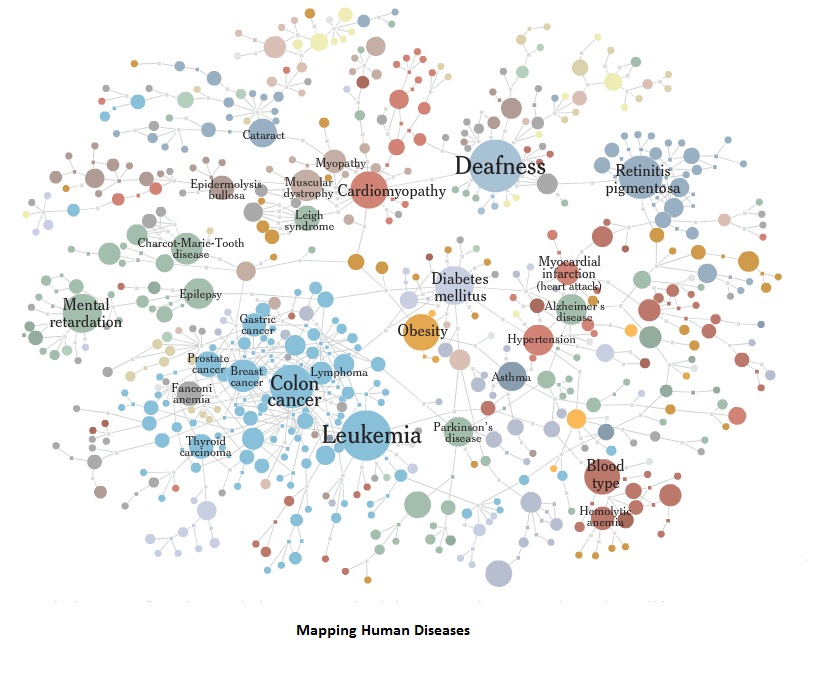 Cataract
Deafness
Myopathy
Retinitis
pigmentosa
Epidermolysis
bullosa
Muscular
dystrophy
Cardiomyopathy
Leigh
syndrome
Charcot-Marie-Tooth
disease
Myocardial
infarction
(heart attack)
Diabetes
mellitus
Epilepsy
Mental
retardation
Alzheimer's
disease
Gastric
cancer
Obesity
Hypertension
Prostate
cancer
Breast
cancer
Lymphoma
Colon
cancer
Asthma
Fanconi
anemia
Leukemia
Parkinson's
disease
Thyroid
carcinoma
Blood
type
Hemolytic
anemia
Mapping Human Diseases